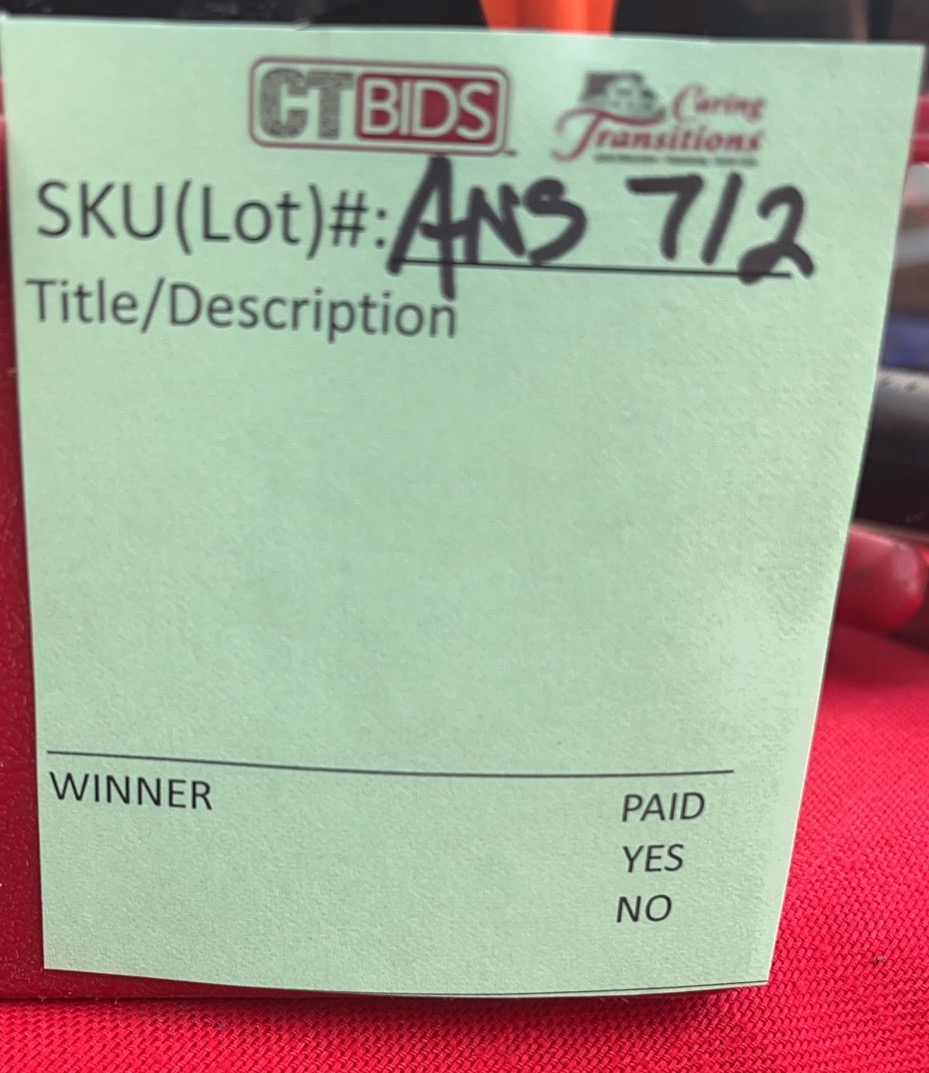 CTBIDS
Caring
Transitions
SKU(Lot)#: ANS 712
Title/Description
WINNER
PAID
YES
NO